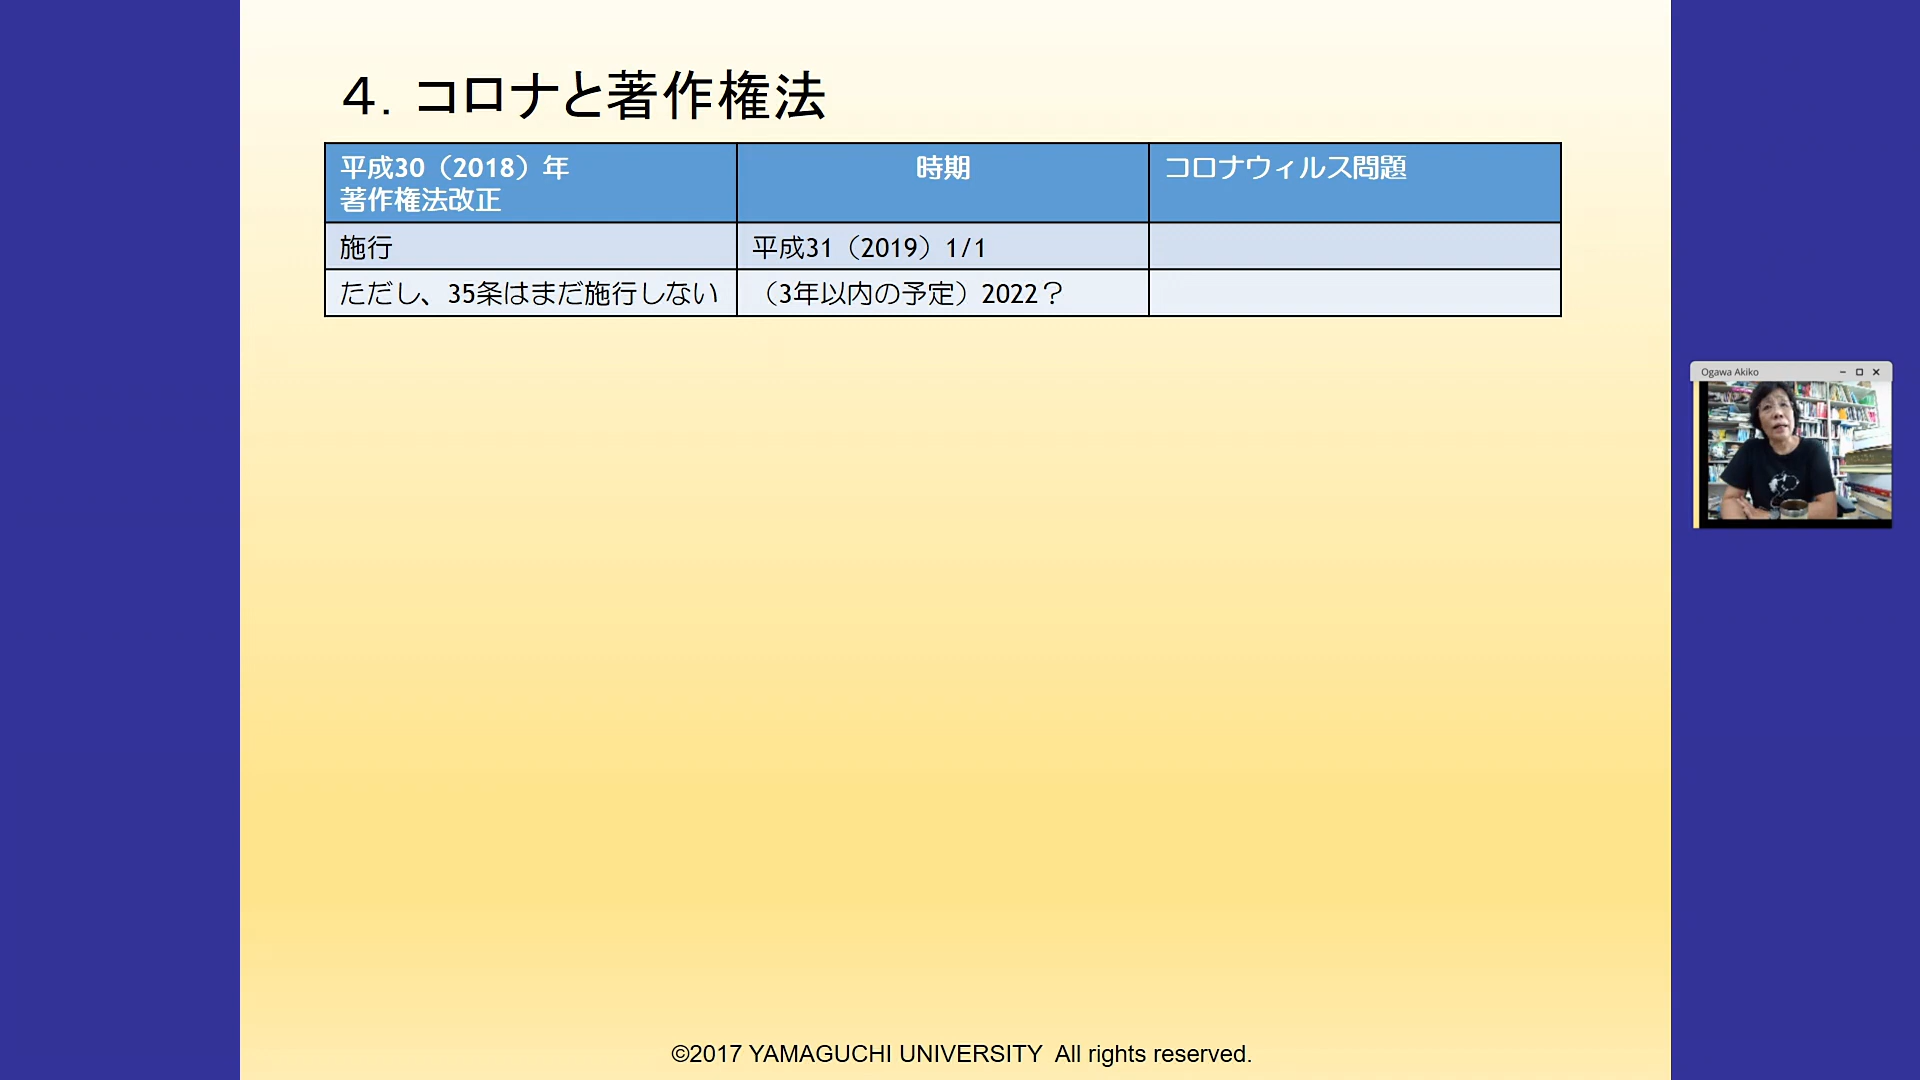 ４．コロナと著作権法
平成30（2018）年
著作権法改正
時期
コロナウィルス問題
施行
平成31（2019）1/1
ただし、35条はまだ施行しない
（3年以内の予定）2022？
Ogawa Akiko
©2017 YAMAGUCHI UNIVERSITY All rights reserved.